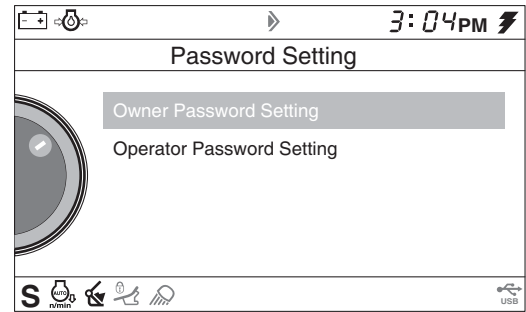 3:04PM
Password Setting
Owner Password Setting
Operator Password Setting
S AUTO n/min USB